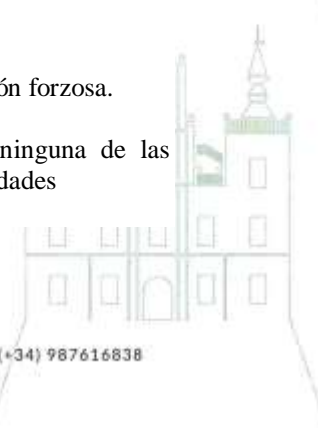 ón forzosa.
ninguna de las
dades
(+34) 987616838